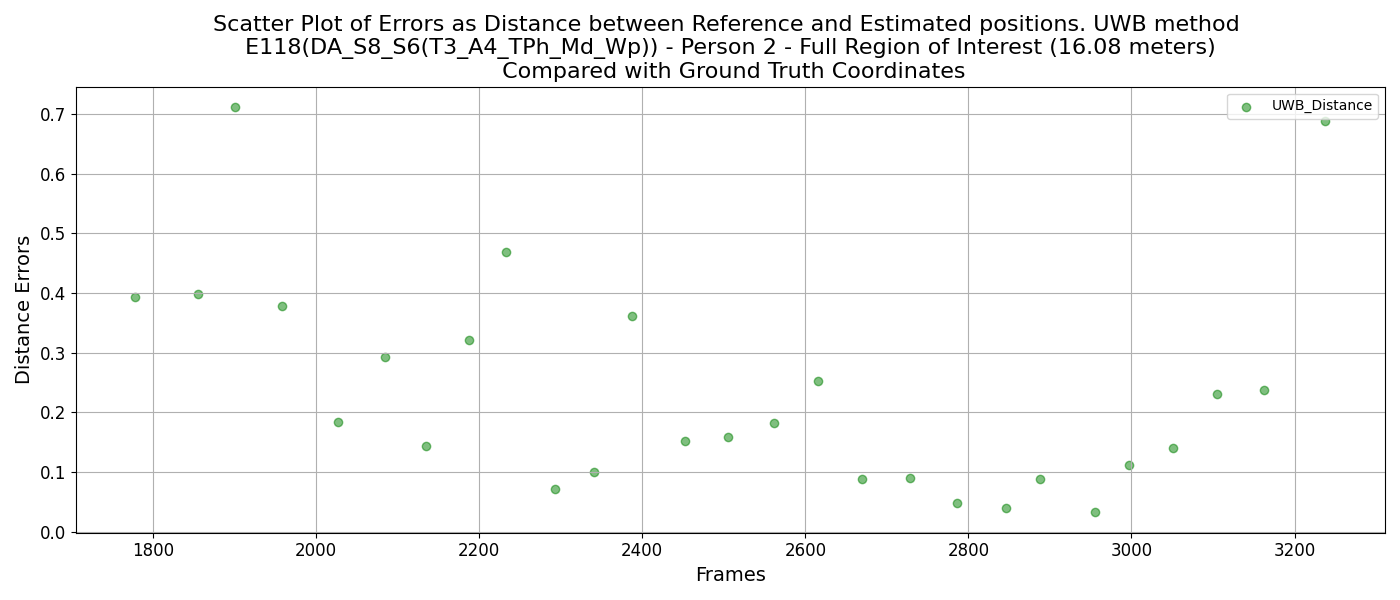 Scatter Plot of Errors as Distance between Reference and Estimated positions. UWB method
E118(DA_S8_S6(T3_A4_TPh_Md_Wp)) - Person 2 - Full Region of Interest (16.08 meters)
Compared with Ground Truth Coordinates
UWB_Distance
Distance Errors
0.7
0.6
0.5
0.4
0.3
0.2
0.1
0.0
1800 2000 2200 2400 2600 2800 3000 3200
Frames